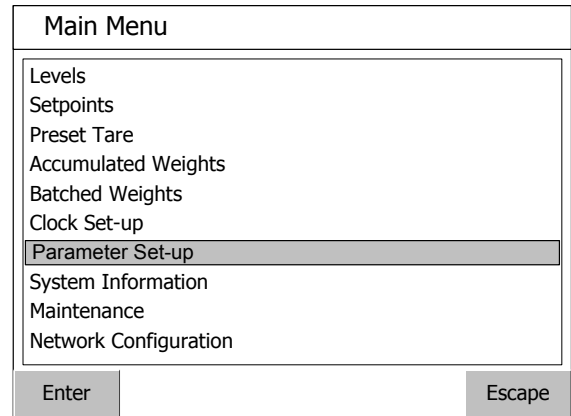 Main Menu
Levels
Setpoints
Preset Tare
Accumulated Weights
Batched Weights
Clock Set-up
Parameter Set-up
System Information
Maintenance
Network Configuration
Enter
Escape